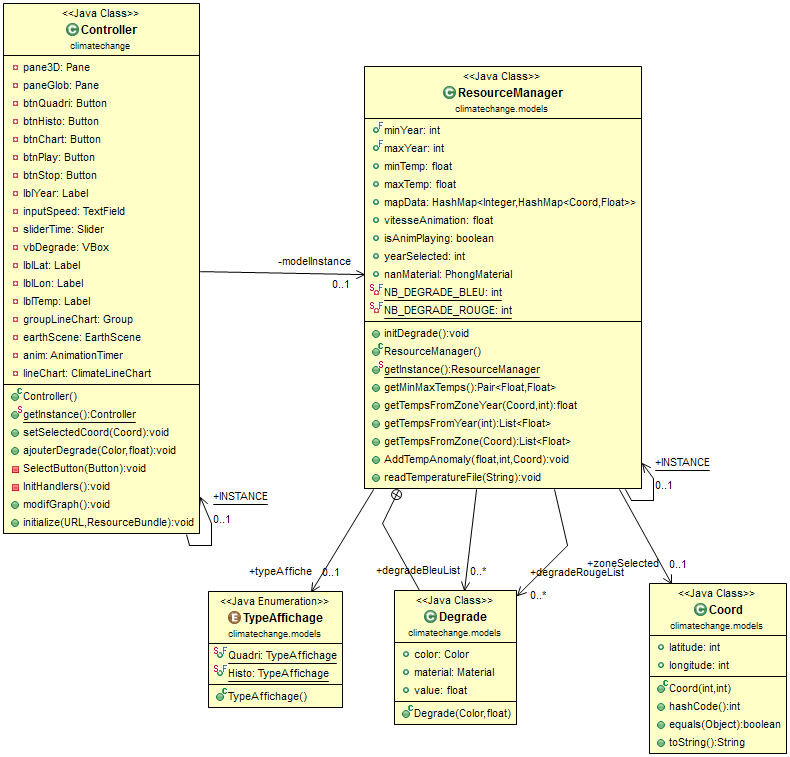 <<Java Class>>
Controller
climatechange
pane3D: Pane
paneGlob: Pane
btnQuadri: Button
btnHisto: Button
btnChart: Button
btnPlay: Button
btnStop: Button
lblYear: Label
inputSpeed: TextField
sliderTime: Slider
vbDegrade: VBox
lblLat: Label
lblLon: Label
lblTemp: Label
groupLineChart: Group
earthScene: EarthScene
anim: AnimationTimer
lineChart: ClimateLineChart
Controller()
getInstance():Controller
setSelectedCoord(Coord):void
ajouterDegrade(Color,float):void
SelectButton(Button):void
InitHandlers():void
modifGraph():void
initialize(URL,ResourceBundle):void
+INSTANCE
0..1
-modelInstance
0..1
<<Java Class>>
ResourceManager
climatechange.models
minYear: int
maxYear: int
minTemp: float
maxTemp: float
mapData: HashMap<Integer,HashMap<Coord,Float>>
vitesseAnimation: float
isAnimPlaying: boolean
yearSelected: int
nanMaterial: PhongMaterial
NB_DEGRADE_BLEU: int
NB_DEGRADE_ROUGE: int
initDegrade():void
ResourceManager()
getInstance():ResourceManager
getMinMaxTemps():Pair<Float,Float>
getTempsFromZoneYear(Coord,int):float
getTempsFromYear(int):List<Float>
getTempsFromZone(Coord):List<Float>
AddTempAnomaly(float,int,Coord):void
readTemperatureFile(String):void
+INSTANCE
0..1
+typeAffiche 0..1
+degradeBleuList 0..*
+degradeRougeList
0..*
+zoneSelected 0..1
<<Java Enumeration>>
TypeAffichage
climatechange.models
Quadri: TypeAffichage
Histo: TypeAffichage
TypeAffichage()
<<Java Class>>
Degrade
climatechange.models
color: Color
material: Material
value: float
Degrade(Color,float)
<<Java Class>>
Coord
climatechange.models
latitude: int
longitude: int
Coord(int,int)
hashCode():int
equals(Object):boolean
toString():String